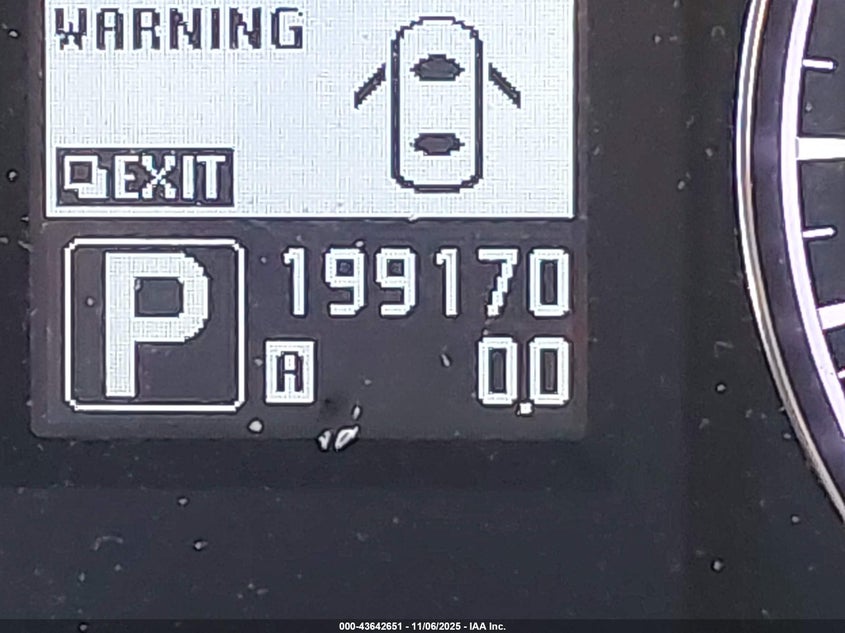 WARNING
EXIT
P
199170
A 0.0
000-43642651 - 11/06/2025 - IAA Inc.